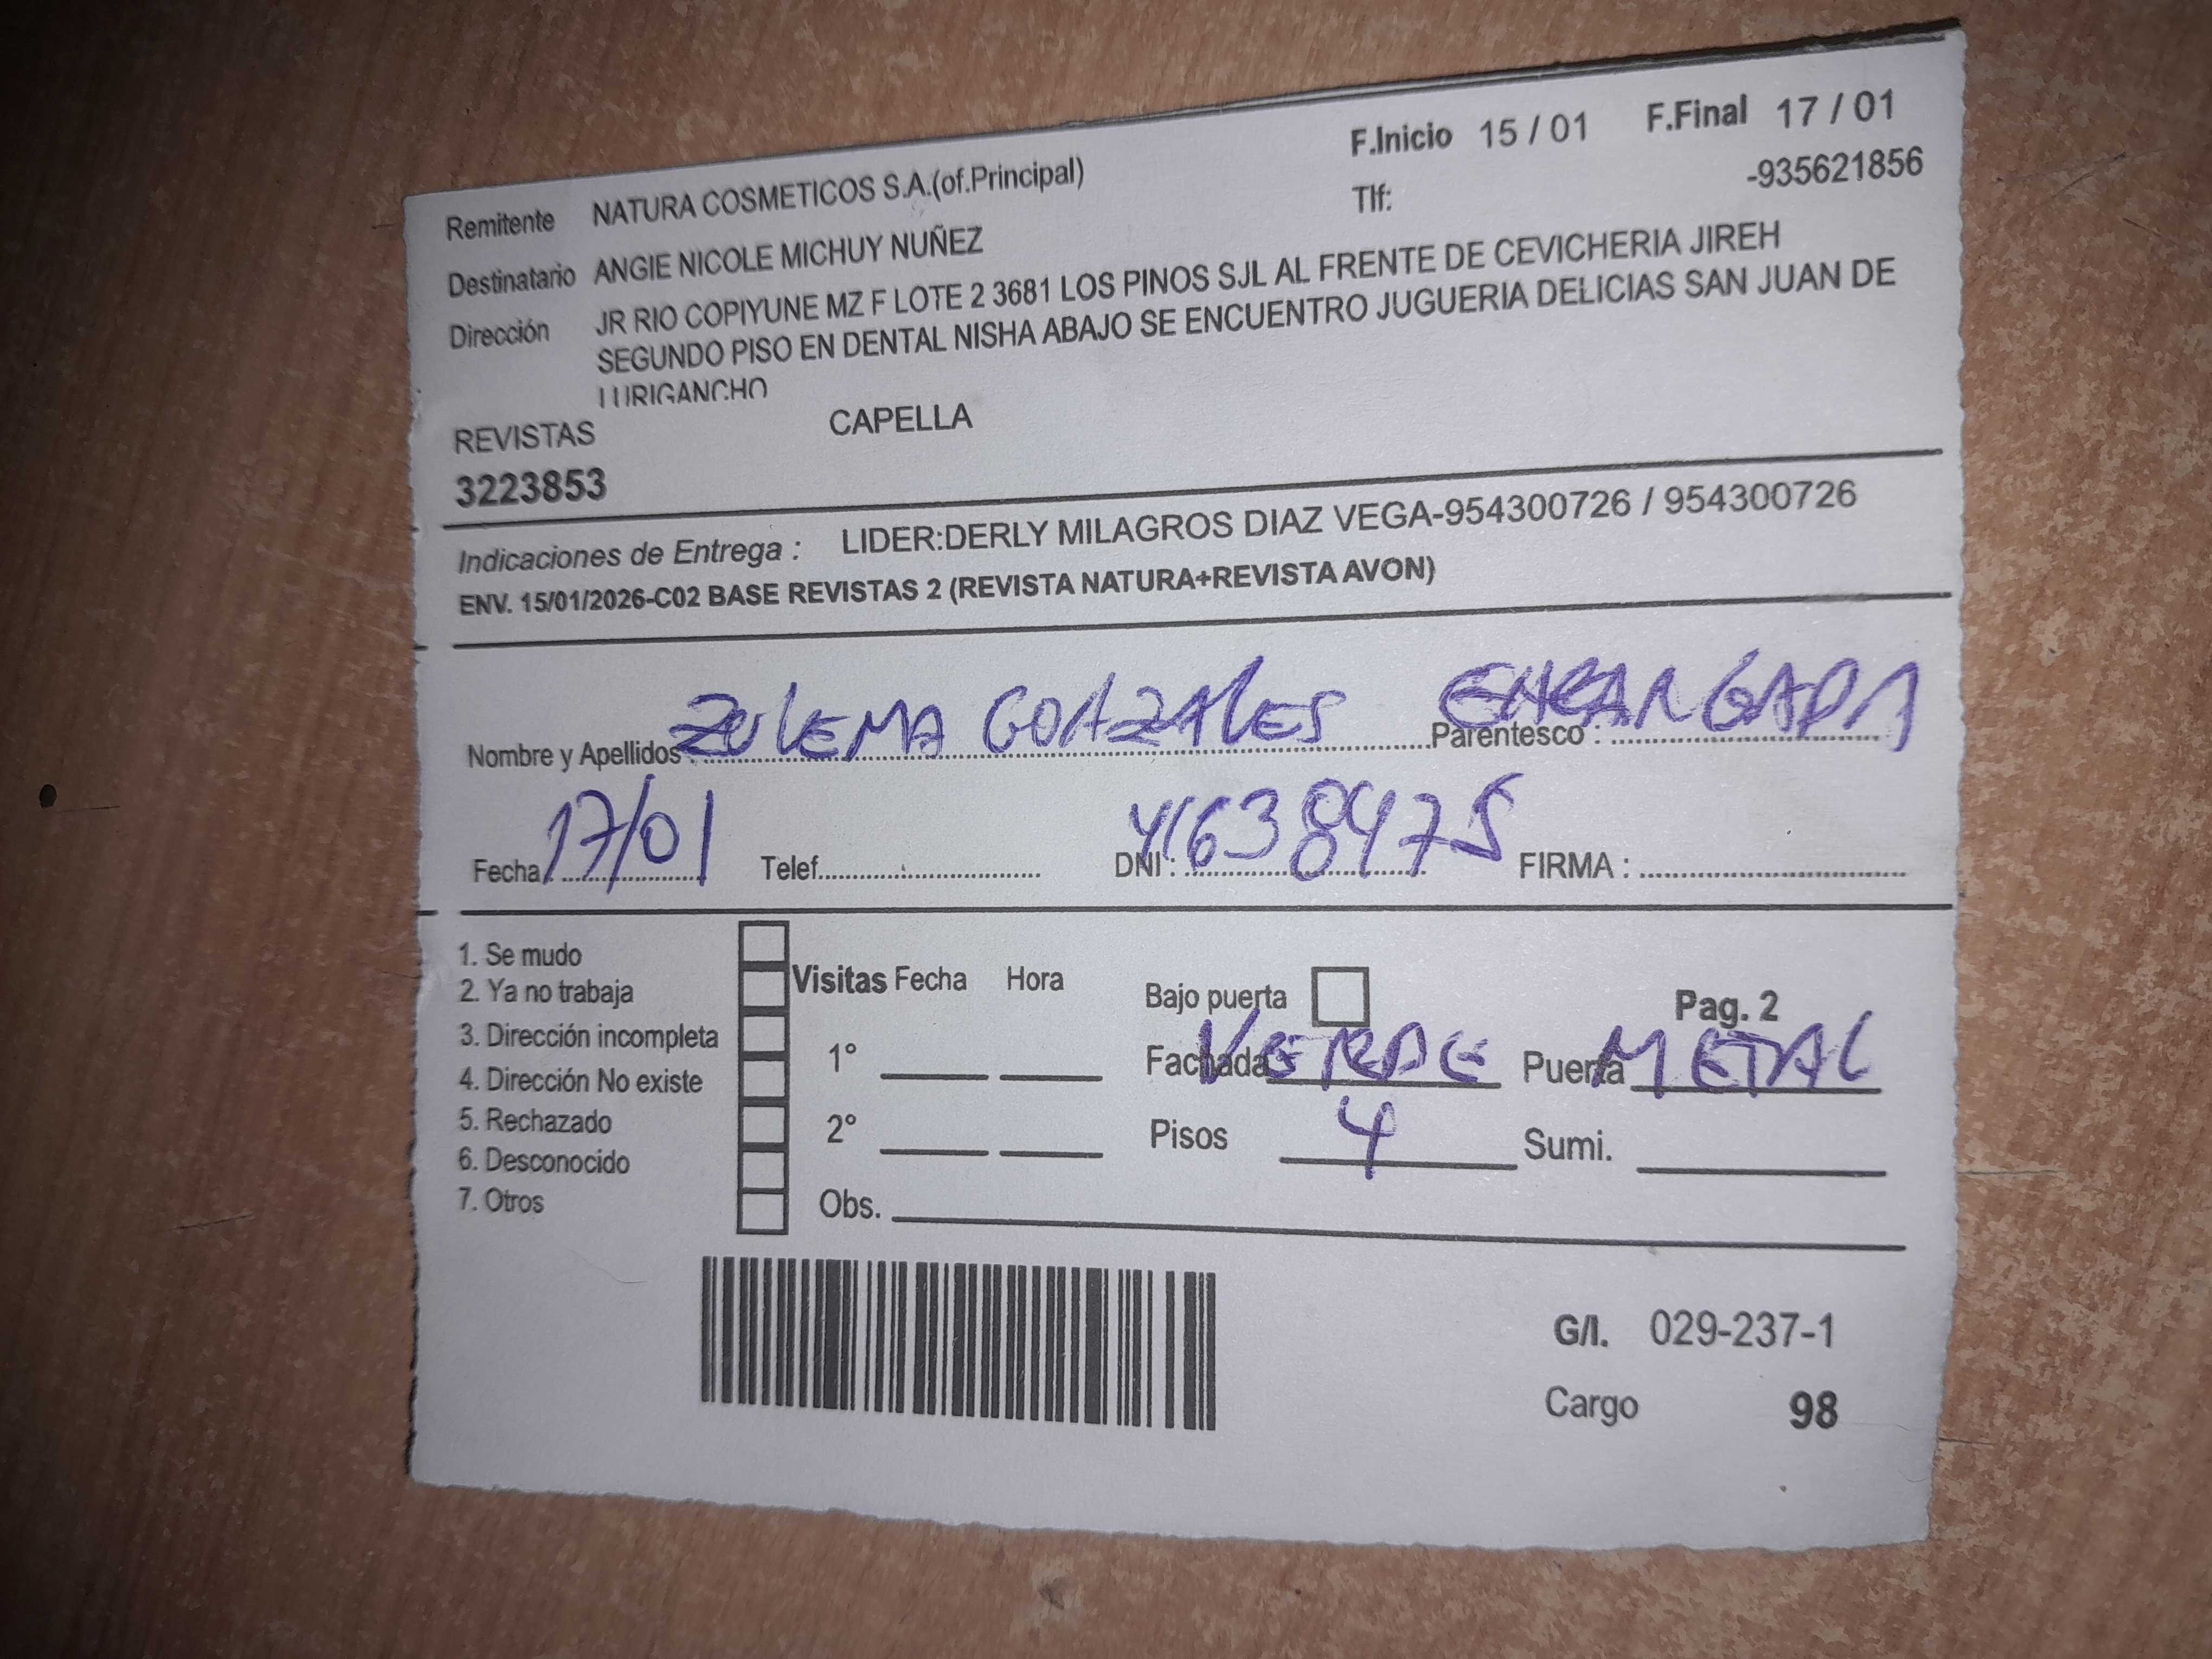 F.Inicio 15 / 01 F.Final 17 / 01
Remitente NATURA COSMETICOS S.A.(of.Principal) Tlf: -935621856
Destinatario ANGIE NICOLE MICHUY NUÑEZ
Dirección JR RIO COPIYUNE MZ F LOTE 2 3681 LOS PINOS SJL AL FRENTE DE CEVICHERIA JIREH
SEGUNDO PISO EN DENTAL NISHA ABAJO SE ENCUENTRO JUGUERIA DELICIAS SAN JUAN DE
LURIGANCHO
REVISTAS CAPELLA
3223853
Indicaciones de Entrega : LIDER:DERLY MILAGROS DIAZ VEGA-954300726 / 954300726
ENV. 15/01/2026-C02 BASE REVISTAS 2 (REVISTA NATURA+REVISTA AVON)
Nombre y Apellidos: ZULEMA GONZALES Parentesco : ENCARGADA
Fecha 17/01 Telef. DNI : 41638475 FIRMA :
1. Se mudo
2. Ya no trabaja
3. Dirección incompleta
4. Dirección No existe
5. Rechazado
6. Desconocido
7. Otros
Visitas Fecha Hora
1°
2°
Obs.
Bajo puerta Pag. 2
Fachada VERDE Puerta METAL
Pisos 4 Sumi.
G/I. 029-237-1
Cargo 98